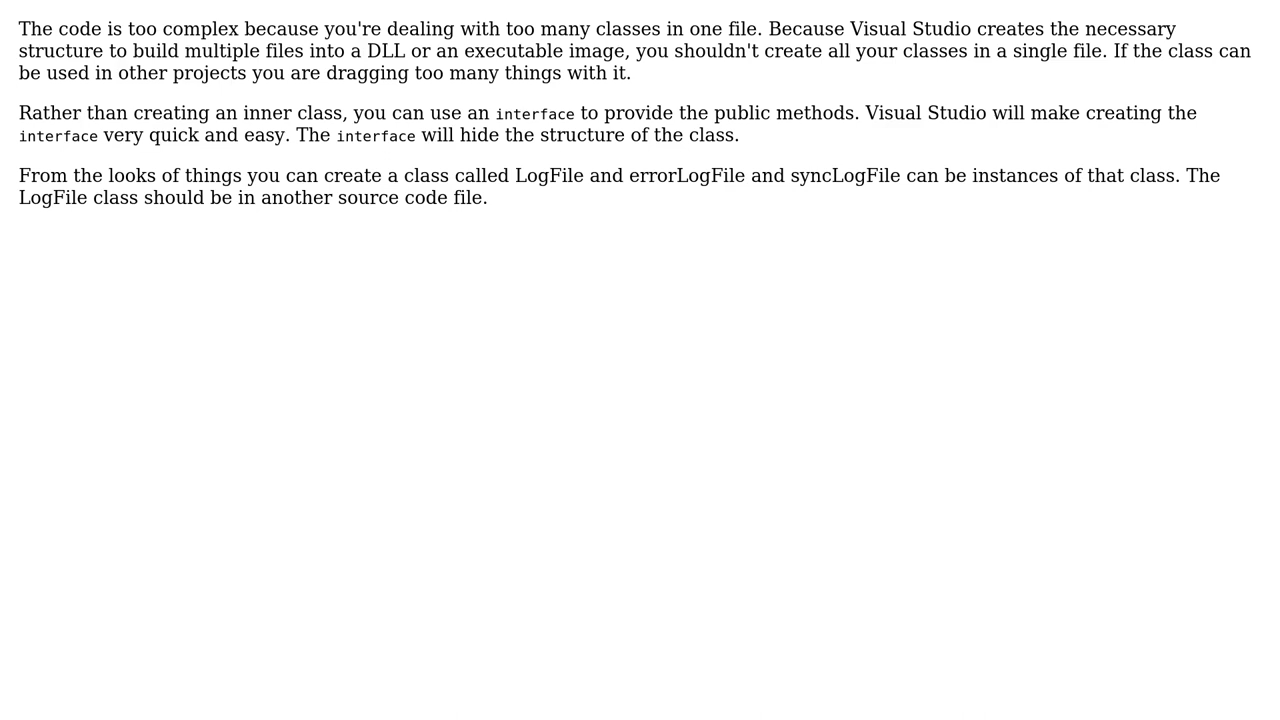 The code is too complex because you're dealing with too many classes in one file. Because Visual Studio creates the necessary
structure to build multiple files into a DLL or an executable image, you shouldn't create all your classes in a single file. If the class can
be used in other projects you are dragging too many things with it.
Rather than creating an inner class, you can use an interface to provide the public methods. Visual Studio will make creating the
interface very quick and easy. The interface will hide the structure of the class.
From the looks of things you can create a class called LogFile and errorLogFile and syncLogFile can be instances of that class. The
LogFile class should be in another source code file.